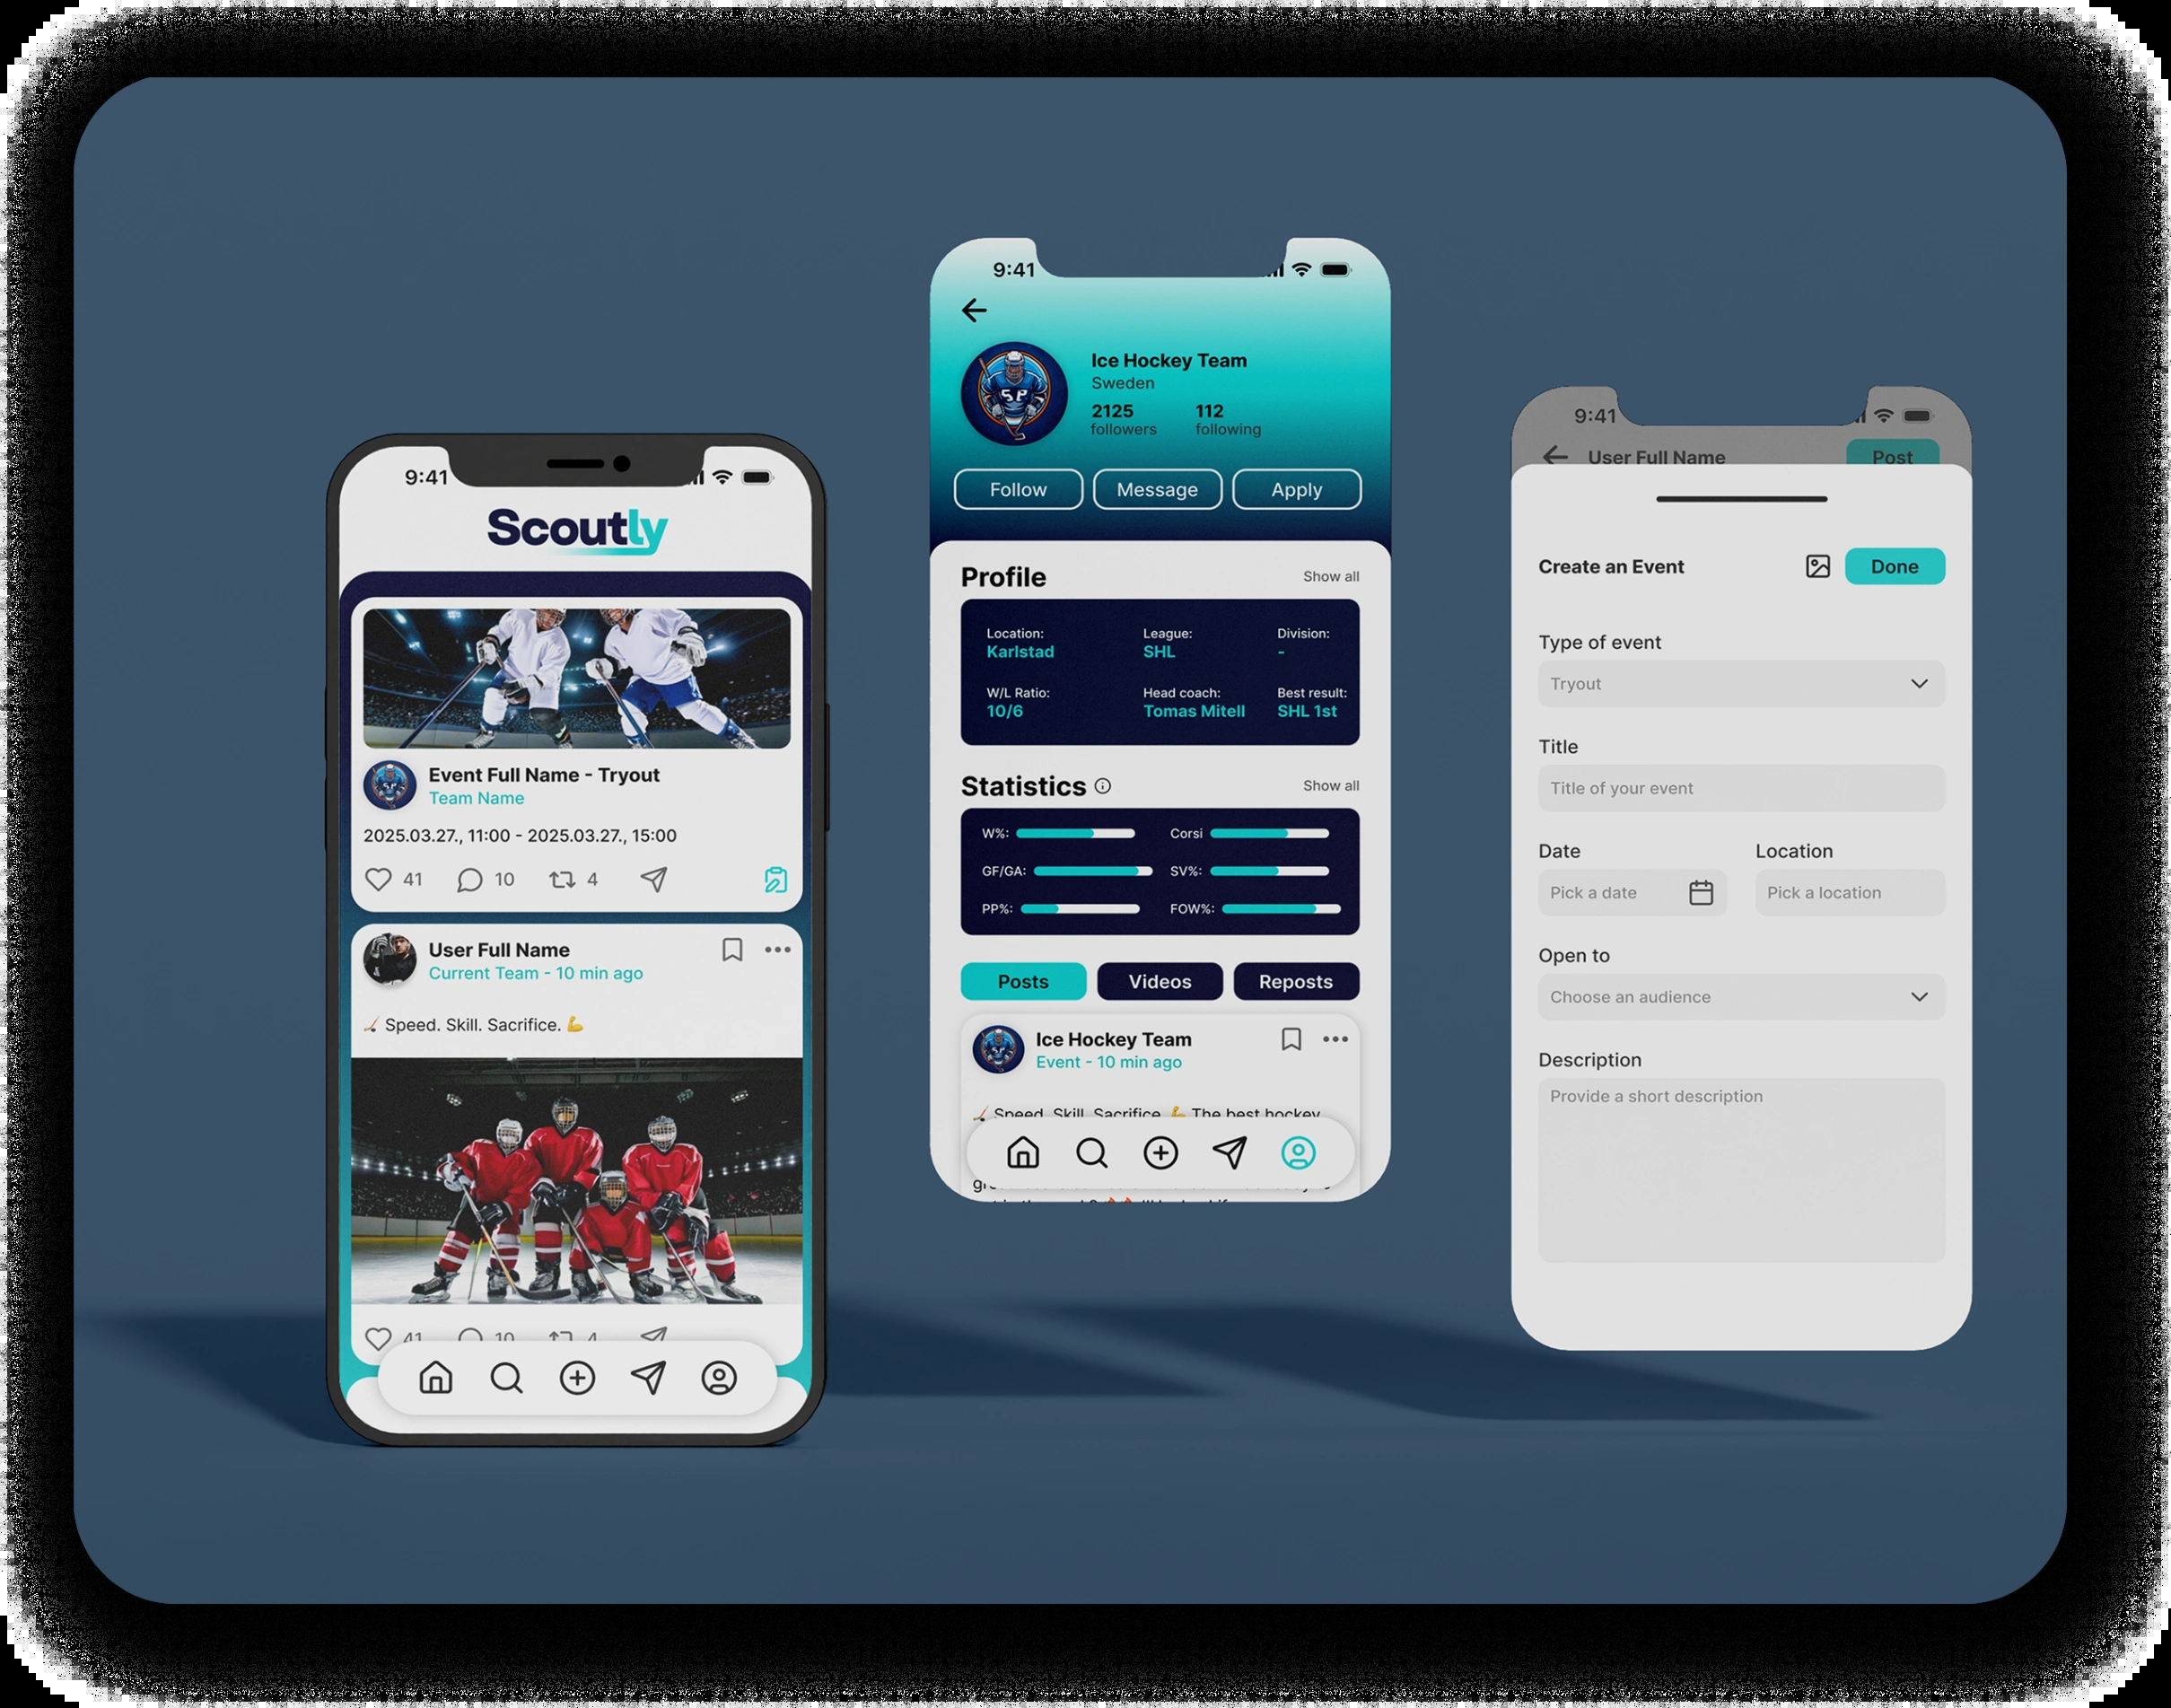 9:41
Scoutly
Event Full Name - Tryout
Team Name
2025.03.27., 11:00 - 2025.03.27., 15:00
41 10 4
User Full Name
Current Team - 10 min ago
🏒 Speed. Skill. Sacrifice. 💪
41 10 4
9:41
Ice Hockey Team
Sweden
2125 112
followers following
Follow Message Apply
Profile Show all
Location: League: Division:
Karlstad SHL -
W/L Ratio: Head coach: Best result:
10/6 Tomas Mitell SHL 1st
Statistics Show all
W%: Corsi
GF/GA: SV%:
PP%: FOW%:
Posts Videos Reposts
Ice Hockey Team
Event - 10 min ago
🏒 Speed. Skill. Sacrifice. 💪 The best hockey
9:41
User Full Name Post
Create an Event Done
Type of event
Tryout
Title
Title of your event
Date Location
Pick a date Pick a location
Open to
Choose an audience
Description
Provide a short description